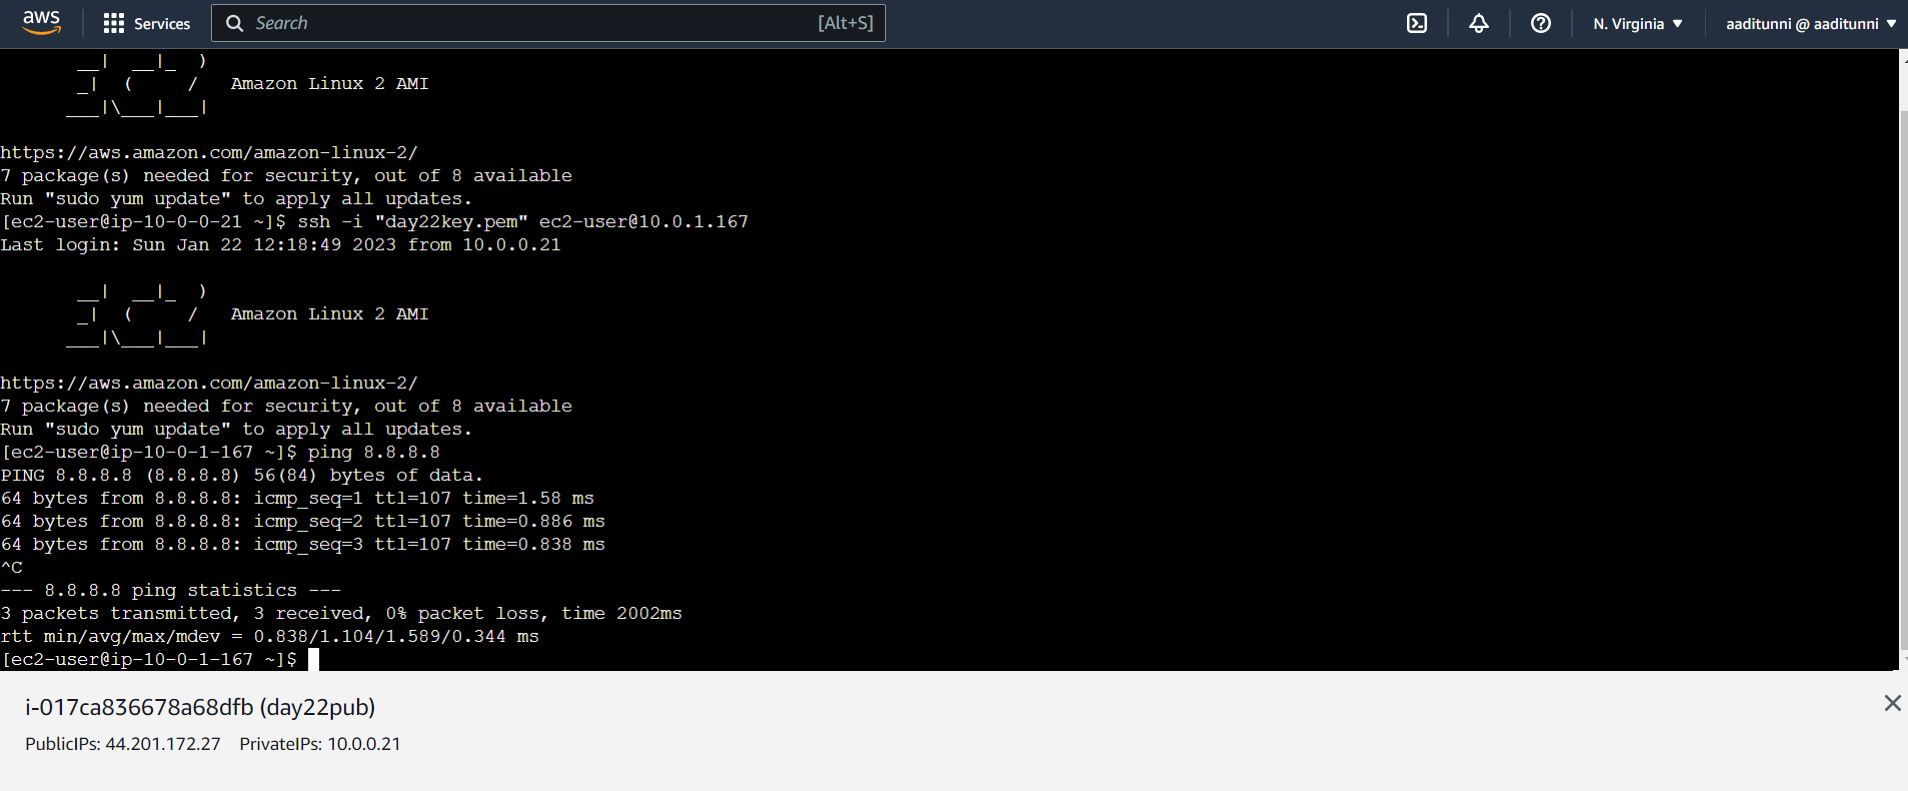 aws
Services
Search [Alt+S]
N. Virginia
aaditunni @ aaditunni
__|  __|_  )
_|  (     /   Amazon Linux 2 AMI
___|\___|___|
https://aws.amazon.com/amazon-linux-2/
7 package(s) needed for security, out of 8 available
Run "sudo yum update" to apply all updates.
[ec2-user@ip-10-0-0-21 ~]$ ssh -i "day22key.pem" ec2-user@10.0.1.167
Last login: Sun Jan 22 12:18:49 2023 from 10.0.0.21
__|  __|_  )
_|  (     /   Amazon Linux 2 AMI
___|\___|___|
https://aws.amazon.com/amazon-linux-2/
7 package(s) needed for security, out of 8 available
Run "sudo yum update" to apply all updates.
[ec2-user@ip-10-0-1-167 ~]$ ping 8.8.8.8
PING 8.8.8.8 (8.8.8.8) 56(84) bytes of data.
64 bytes from 8.8.8.8: icmp_seq=1 ttl=107 time=1.58 ms
64 bytes from 8.8.8.8: icmp_seq=2 ttl=107 time=0.886 ms
64 bytes from 8.8.8.8: icmp_seq=3 ttl=107 time=0.838 ms
^C
--- 8.8.8.8 ping statistics ---
3 packets transmitted, 3 received, 0% packet loss, time 2002ms
rtt min/avg/max/mdev = 0.838/1.104/1.589/0.344 ms
[ec2-user@ip-10-0-1-167 ~]$
i-017ca836678a68dfb (day22pub)
PublicIPs: 44.201.172.27 PrivateIPs: 10.0.0.21